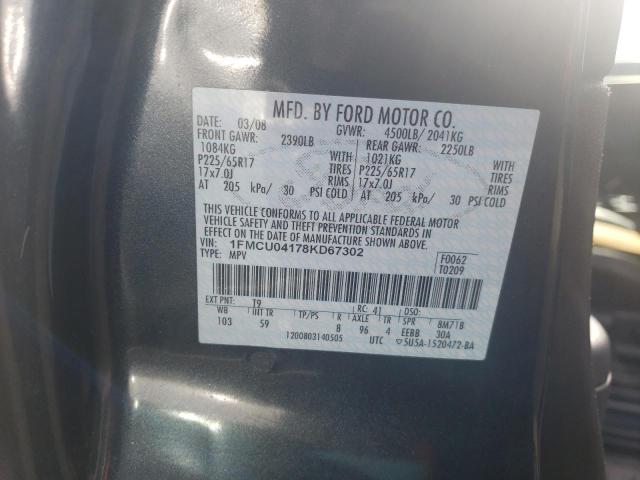 MFD. BY FORD MOTOR CO.
DATE: 03/08 GVWR: 4500LB/ 2041KG
FRONT GAWR: 2390LB REAR GAWR: 2250LB
1084KG WITH 1021KG WITH
P225/65R17 TIRES P225/65R17 TIRES
17x7.0J RIMS 17x7.0J RIMS
AT 205 kPa/ 30 PSI COLD AT 205 kPa/ 30 PSI COLD
THIS VEHICLE CONFORMS TO ALL APPLICABLE FEDERAL MOTOR
VEHICLE SAFETY AND THEFT PREVENTION STANDARDS IN
EFFECT ON THE DATE OF MANUFACTURE SHOWN ABOVE.
VIN: 1FMCU04178KD67302 F0062
TYPE: MPV T0209
EXT PNT: T9 RC: 41 DSO:
WB INT TR TP/PS R AXLE TR SPR 8M71B
103 59 8 96 4 EEBB 30A
1200803140505 UTC 5U5A-1520472-BA